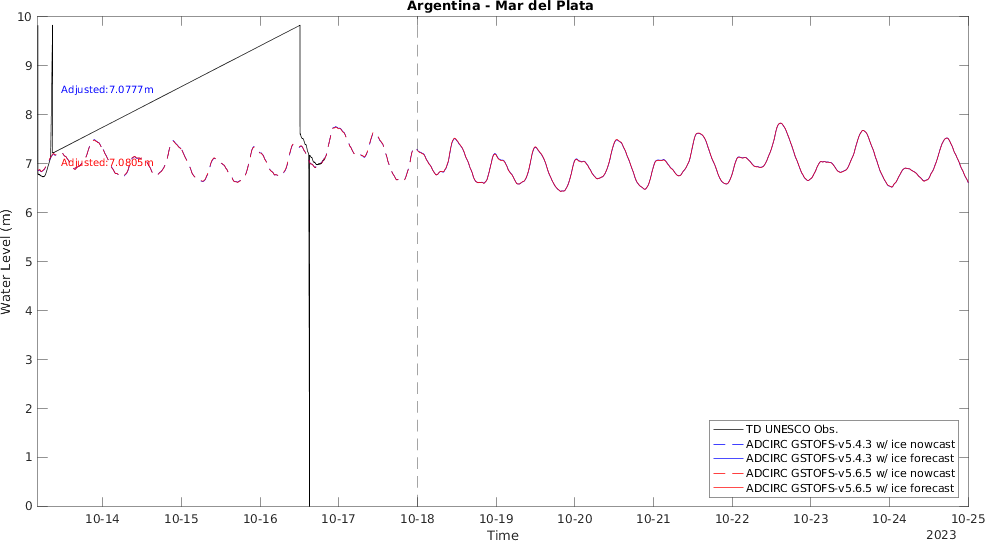 Argentina - Mar del Plata
10
9
8
7
6
5
4
3
2
1
0
Water Level (m)
Adjusted:7.0777m
Adjusted:7.0805m
TD UNESCO Obs.
ADCIRC GSTOFS-v5.4.3 w/ ice nowcast
ADCIRC GSTOFS-v5.4.3 w/ ice forecast
ADCIRC GSTOFS-v5.6.5 w/ ice nowcast
ADCIRC GSTOFS-v5.6.5 w/ ice forecast
10-14 10-15 10-16 10-17 10-18 10-19 10-20 10-21 10-22 10-23 10-24 10-25
Time
2023